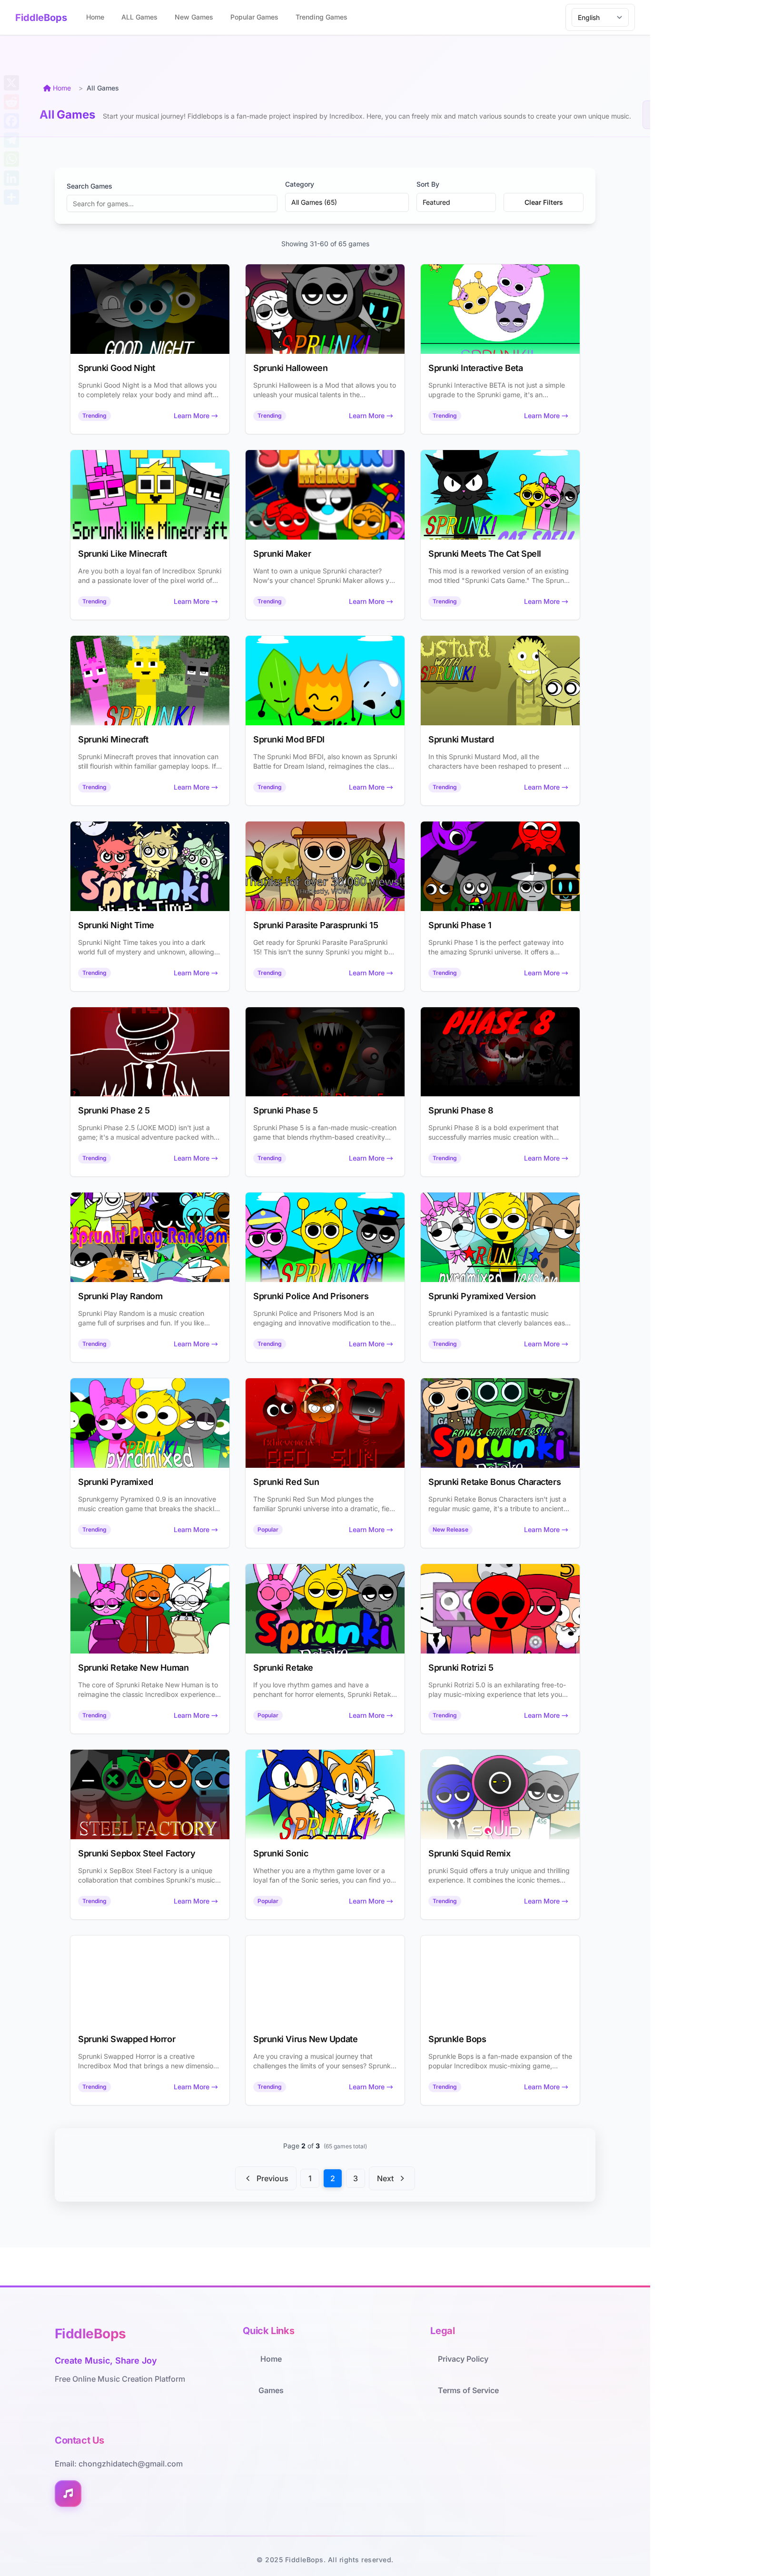 FiddleBops
Home
ALL Games
New Games
Popular Games
Trending Games
English
Home > All Games
All Games
Start your musical journey! Fiddlebops is a fan-made project inspired by Incredibox. Here, you can freely mix and match various sounds to create your own unique music.
Search Games
Search for games...
Category
All Games (65)
Sort By
Featured
Clear Filters
Showing 31-60 of 65 games
GOOD NIGHT
Sprunki Good Night
Sprunki Good Night is a Mod that allows you
to completely relax your body and mind aft...
Trending
Learn More →
SPRUNKI
Sprunki Halloween
Sprunki Halloween is a Mod that allows you to
unleash your musical talents in the...
Trending
Learn More →
Sprunki Interactive Beta
Sprunki Interactive BETA is not just a simple
upgrade to the Sprunki game, it's an...
Trending
Learn More →
Sprunki like Minecraft
Sprunki Like Minecraft
Are you both a loyal fan of Incredibox Sprunki
and a passionate lover of the pixel world of...
Trending
Learn More →
SPRUNKI
Maker
Sprunki Maker
Want to own a unique Sprunki character?
Now's your chance! Sprunki Maker allows y...
Trending
Learn More →
SPRUNKI
CAT SPELL
Sprunki Meets The Cat Spell
This mod is a reworked version of an existing
mod titled "Sprunki Cats Game." The Sprun...
Trending
Learn More →
SPRUNKI
Sprunki Minecraft
Sprunki Minecraft proves that innovation can
still flourish within familiar gameplay loops. If...
Trending
Learn More →
Sprunki Mod BFDI
The Sprunki Mod BFDI, also known as Sprunki
Battle for Dream Island, reimagines the clas...
Trending
Learn More →
ustard
WITH
SPRUNKI
Sprunki Mustard
In this Sprunki Mustard Mod, all the
characters have been reshaped to present ...
Trending
Learn More →
Sprunki
Night Time
Sprunki Night Time
Sprunki Night Time takes you into a dark
world full of mystery and unknown, allowing...
Trending
Learn More →
PARASPRUNKI
Sprunki Parasite Parasprunki 15
Get ready for Sprunki Parasite ParaSprunki
15! This isn't the sunny Sprunki you might b...
Trending
Learn More →
SPRUN
Sprunki Phase 1
Sprunki Phase 1 is the perfect gateway into
the amazing Sprunki universe. It offers a...
Trending
Learn More →
Sprunki Phase 2 5
Sprunki Phase 2.5 (JOKE MOD) isn't just a
game; it's a musical adventure packed with...
Trending
Learn More →
Sprunki Phase 5
Sprunki Phase 5 is a fan-made music-creation
game that blends rhythm-based creativity...
Trending
Learn More →
PHASE 8
Sprunki Phase 8
Sprunki Phase 8 is a bold experiment that
successfully marries music creation with...
Trending
Learn More →
Sprunki Play Random
Sprunki Play Random
Sprunki Play Random is a music creation
game full of surprises and fun. If you like...
Trending
Learn More →
SPRUNKI
Sprunki Police And Prisoners
Sprunki Police and Prisoners Mod is an
engaging and innovative modification to the...
Trending
Learn More →
RUNKI
pyramixed version
Sprunki Pyramixed Version
Sprunki Pyramixed is a fantastic music
creation platform that cleverly balances eas...
Trending
Learn More →
SPRUNKI
pyramixed
Sprunki Pyramixed
Sprunkgemy Pyramixed 0.9 is an innovative
music creation game that breaks the shackl...
Trending
Learn More →
RED SUN
Sprunki Red Sun
The Sprunki Red Sun Mod plunges the
familiar Sprunki universe into a dramatic, fie...
Popular
Learn More →
BONUS CHARACTERS!!!
Sprunki
Retake
Sprunki Retake Bonus Characters
Sprunki Retake Bonus Characters isn't just a
regular music game, it's a tribute to ancient...
New Release
Learn More →
Sprunki Retake New Human
The core of Sprunki Retake New Human is to
reimagine the classic Incredibox experience...
Trending
Learn More →
Sprunki
Retake
Sprunki Retake
If you love rhythm games and have a
penchant for horror elements, Sprunki Retak...
Popular
Learn More →
Sprunki Rotrizi 5
Sprunki Rotrizi 5.0 is an exhilarating free-to-
play music-mixing experience that lets you...
Trending
Learn More →
STEEL FACTORY
Sprunki Sepbox Steel Factory
Sprunki x SepBox Steel Factory is a unique
collaboration that combines Sprunki's music...
Trending
Learn More →
SPRUNKI
SONIC
Sprunki Sonic
Whether you are a rhythm game lover or a
loyal fan of the Sonic series, you can find yo...
Popular
Learn More →
456
SQUID
Sprunki Squid Remix
prunki Squid offers a truly unique and thrilling
experience. It combines the iconic themes...
Trending
Learn More →
Sprunki Swapped Horror
Sprunki Swapped Horror is a creative
Incredibox Mod that brings a new dimensio...
Trending
Learn More →
Sprunki Virus New Update
Are you craving a musical journey that
challenges the limits of your senses? Sprunk...
Trending
Learn More →
Sprunkle Bops
Sprunkle Bops is a fan-made expansion of the
popular Incredibox music-mixing game,...
Trending
Learn More →
Page 2 of 3 (65 games total)
Previous
1
2
3
Next
FiddleBops
Create Music, Share Joy
Free Online Music Creation Platform
Quick Links
Home
Games
Legal
Privacy Policy
Terms of Service
Contact Us
Email: chongzhidatech@gmail.com
© 2025 FiddleBops. All rights reserved.